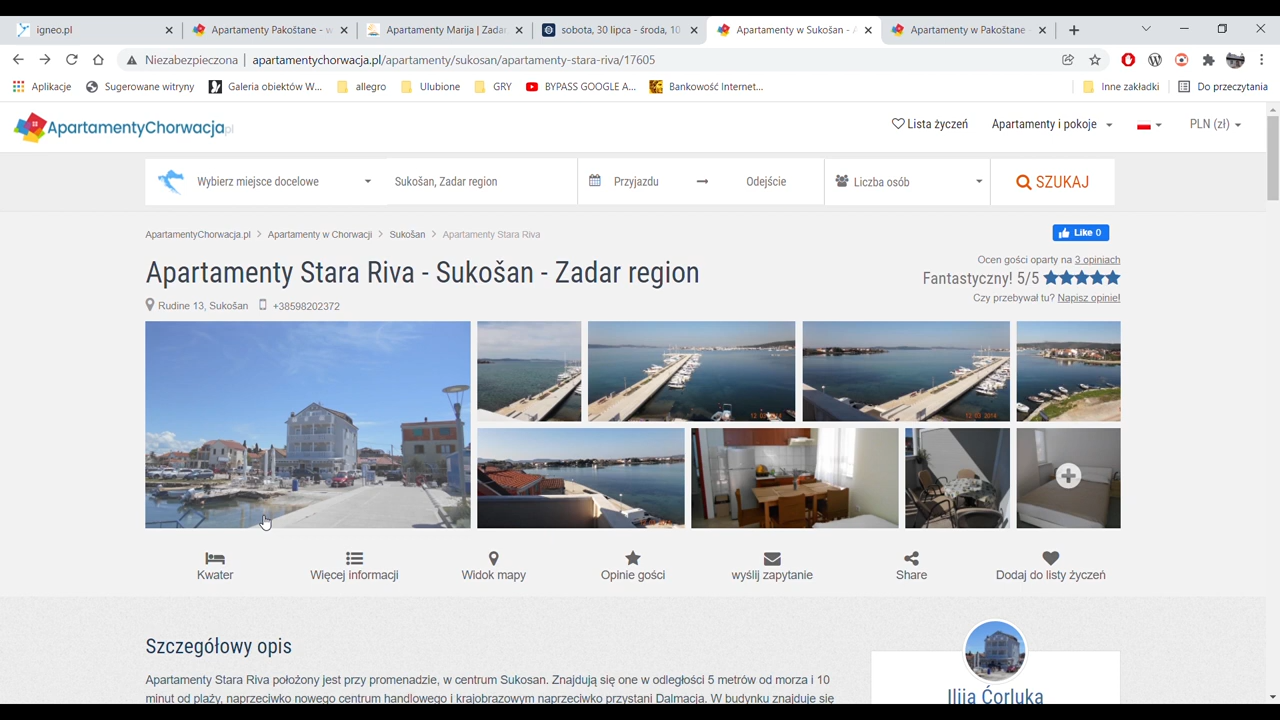 igneo.pl
Apartamenty Pakoštane - w
Apartamenty Marija | Zadar
sobota, 30 lipca - środa, 10
Apartamenty w Sukošan - A
Apartamenty w Pakoštane -
Niezabezpieczona | apartamentychorwacja.pl/apartamenty/sukosan/apartamenty-stara-riva/17605
Aplikacje
Sugerowane witryny
Galeria obiektów W...
allegro
Ulubione
GRY
BYPASS GOOGLE A...
Bankowość Internet...
Inne zakładki
Do przeczytania
ApartamentyChorwacja.pl
Lista życzeń
Apartamenty i pokoje
PLN (zł)
Wybierz miejsce docelowe
Sukošan, Zadar region
Przyjazdu
Odejście
Liczba osób
SZUKAJ
ApartamentyChorwacja.pl > Apartamenty w Chorwacji > Sukošan > Apartamenty Stara Riva
Like 0
Apartamenty Stara Riva - Sukošan - Zadar region
Ocen gości oparty na 3 opiniach
Fantastyczny! 5/5
Rudine 13, Sukošan
+38598202372
Czy przebywał tu? Napisz opinię!
12 03 2014
Kwater
Więcej informacji
Widok mapy
Opinie gości
wyślij zapytanie
Share
Dodaj do listy życzeń
Szczegółowy opis
Apartamenty Stara Riva położony jest przy promenadzie, w centrum Sukosan. Znajdują się one w odległości 5 metrów od morza i 10
minut od plaży, naprzeciwko nowego centrum handlowego i krajobrazowym naprzeciwko przystani Dalmacja. W budynku znajduje się
Ilija Ćorluka